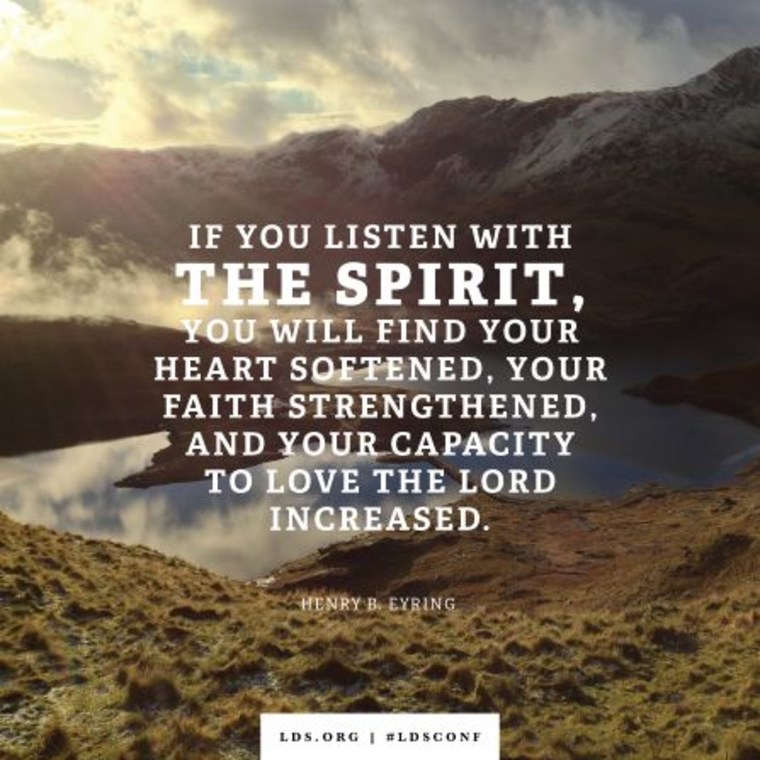 IF YOU LISTEN WITH
THE SPIRIT,
YOU WILL FIND YOUR
HEART SOFTENED, YOUR
FAITH STRENGTHENED,
AND YOUR CAPACITY
TO LOVE THE LORD
INCREASED.
HENRY B. EYRING
LDS.ORG | #LDSCONF